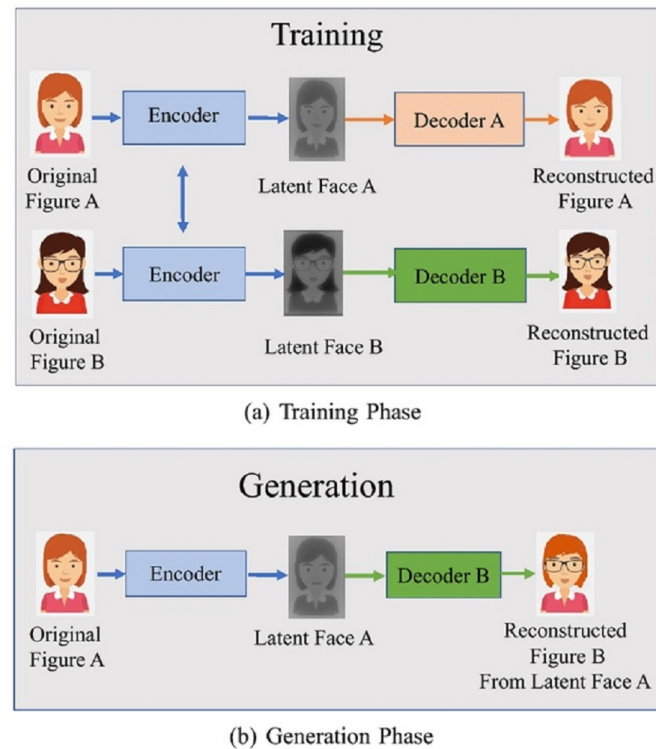 Training
Encoder
Decoder A
Original
Figure A
Latent Face A
Reconstructed
Figure A
Encoder
Decoder B
Original
Figure B
Latent Face B
Reconstructed
Figure B
(a) Training Phase
Generation
Encoder
Decoder B
Original
Figure A
Latent Face A
Reconstructed
Figure B
From Latent Face A
(b) Generation Phase